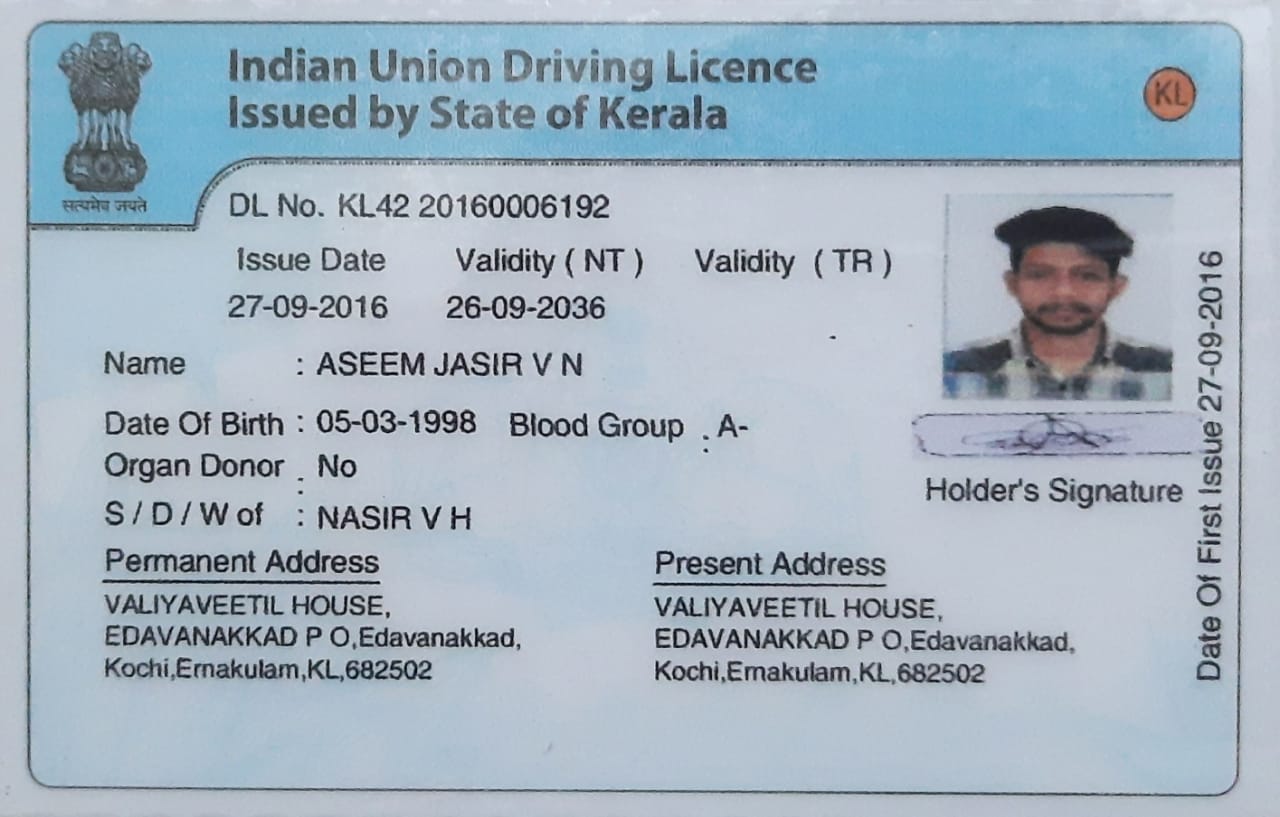 Indian Union Driving Licence
Issued by State of Kerala
KL
सत्यमेव जयते
DL No. KL42 20160006192
Issue Date Validity ( NT ) Validity ( TR )
27-09-2016 26-09-2036
Name : ASEEM JASIR V N
Date Of Birth : 05-03-1998 Blood Group : A-
Organ Donor : No
S / D / W of : NASIR V H
Holder's Signature
Date Of First Issue 27-09-2016
Permanent Address
VALIYAVEETIL HOUSE,
EDAVANAKKAD P O,Edavanakkad,
Kochi,Ernakulam,KL,682502
Present Address
VALIYAVEETIL HOUSE,
EDAVANAKKAD P O,Edavanakkad,
Kochi,Ernakulam,KL,682502